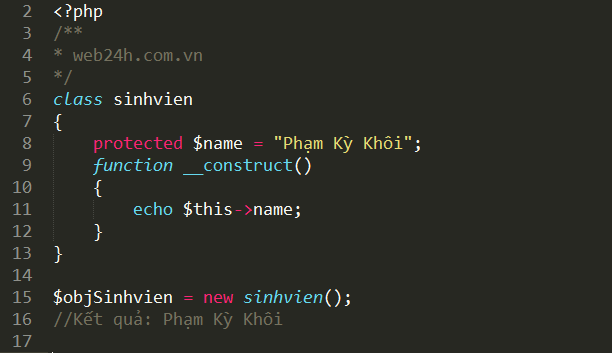 2 <?php
3 /**
4 * web24h.com.vn
5 */
6 class sinhvien
7 {
8     protected $name = "Phạm Kỳ Khôi";
9     function __construct()
10     {
11         echo $this->name;
12     }
13 }
14
15 $objSinhvien = new sinhvien();
16 //Kết quả: Phạm Kỳ Khôi
17